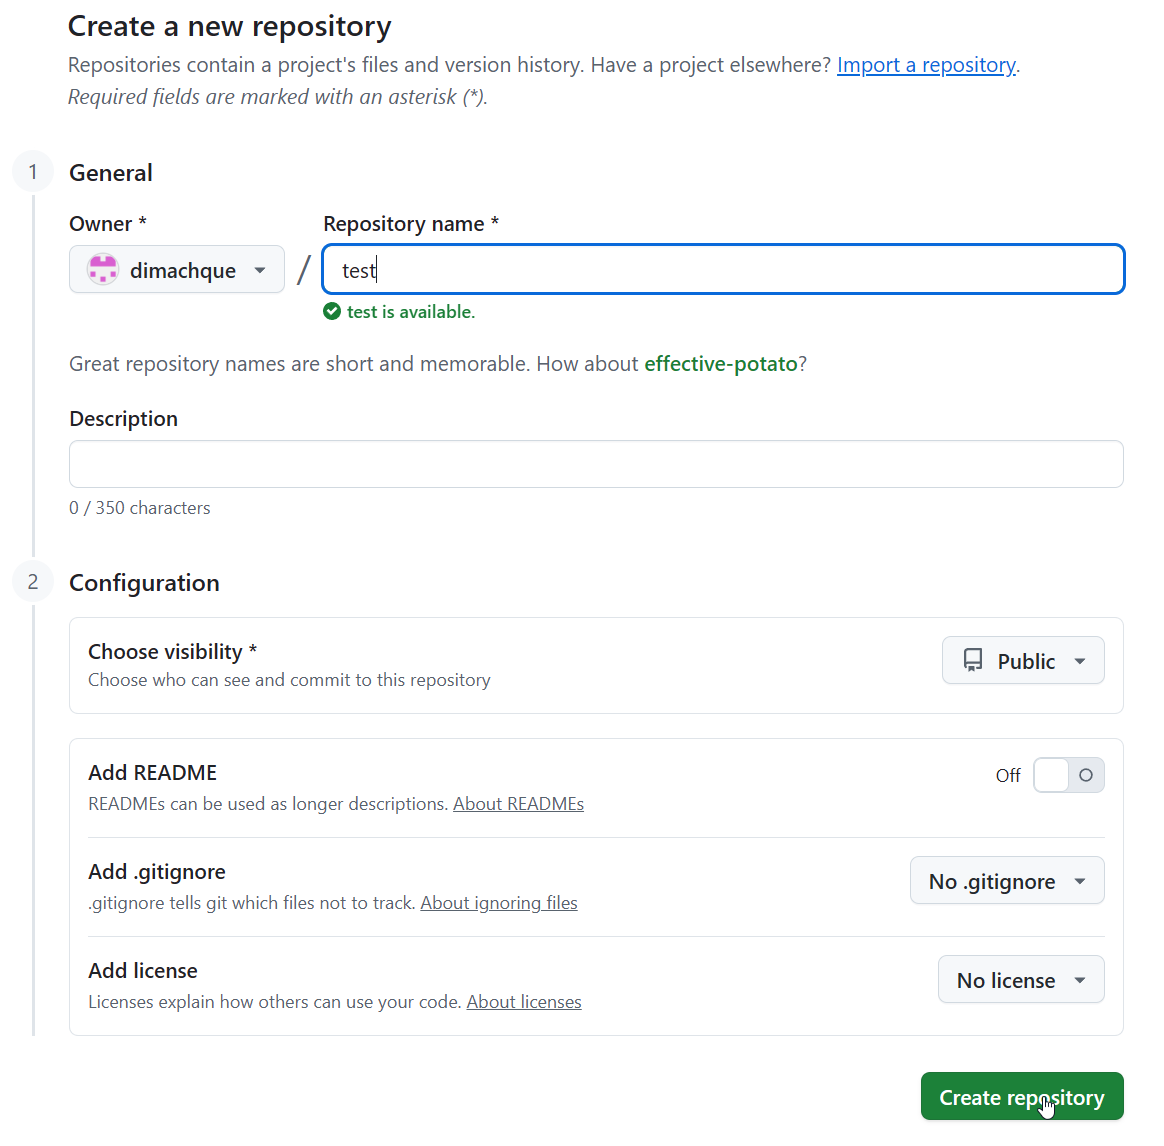 Create a new repository
Repositories contain a project's files and version history. Have a project elsewhere? Import a repository.
Required fields are marked with an asterisk (*).
1 General
Owner * Repository name *
dimachque / test
test is available.
Great repository names are short and memorable. How about effective-potato?
Description
0 / 350 characters
2 Configuration
Choose visibility *
Public
Choose who can see and commit to this repository
Add README
Off
READMEs can be used as longer descriptions. About READMEs
Add .gitignore
No .gitignore
.gitignore tells git which files not to track. About ignoring files
Add license
No license
Licenses explain how others can use your code. About licenses
Create repository